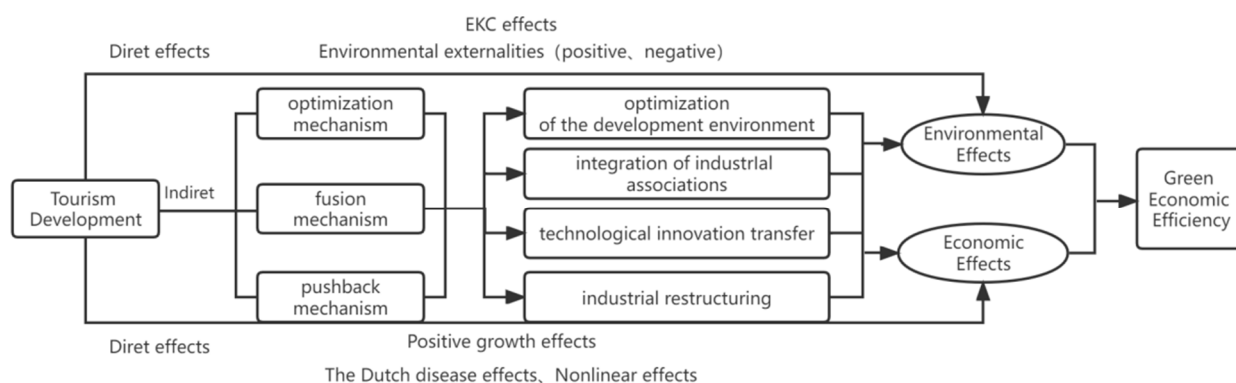 EKC effects
Diret effects
Environmental externalities（positive、negative）
optimization
mechanism
optimization
of the development environment
Environmental
Effects
integration of industrial
associations
Tourism
Development
Indiret
fusion
mechanism
Green
Economic
Efficiency
technological innovation transfer
Economic
Effects
pushback
mechanism
industrial restructuring
Diret effects
Positive growth effects
The Dutch disease effects、Nonlinear effects